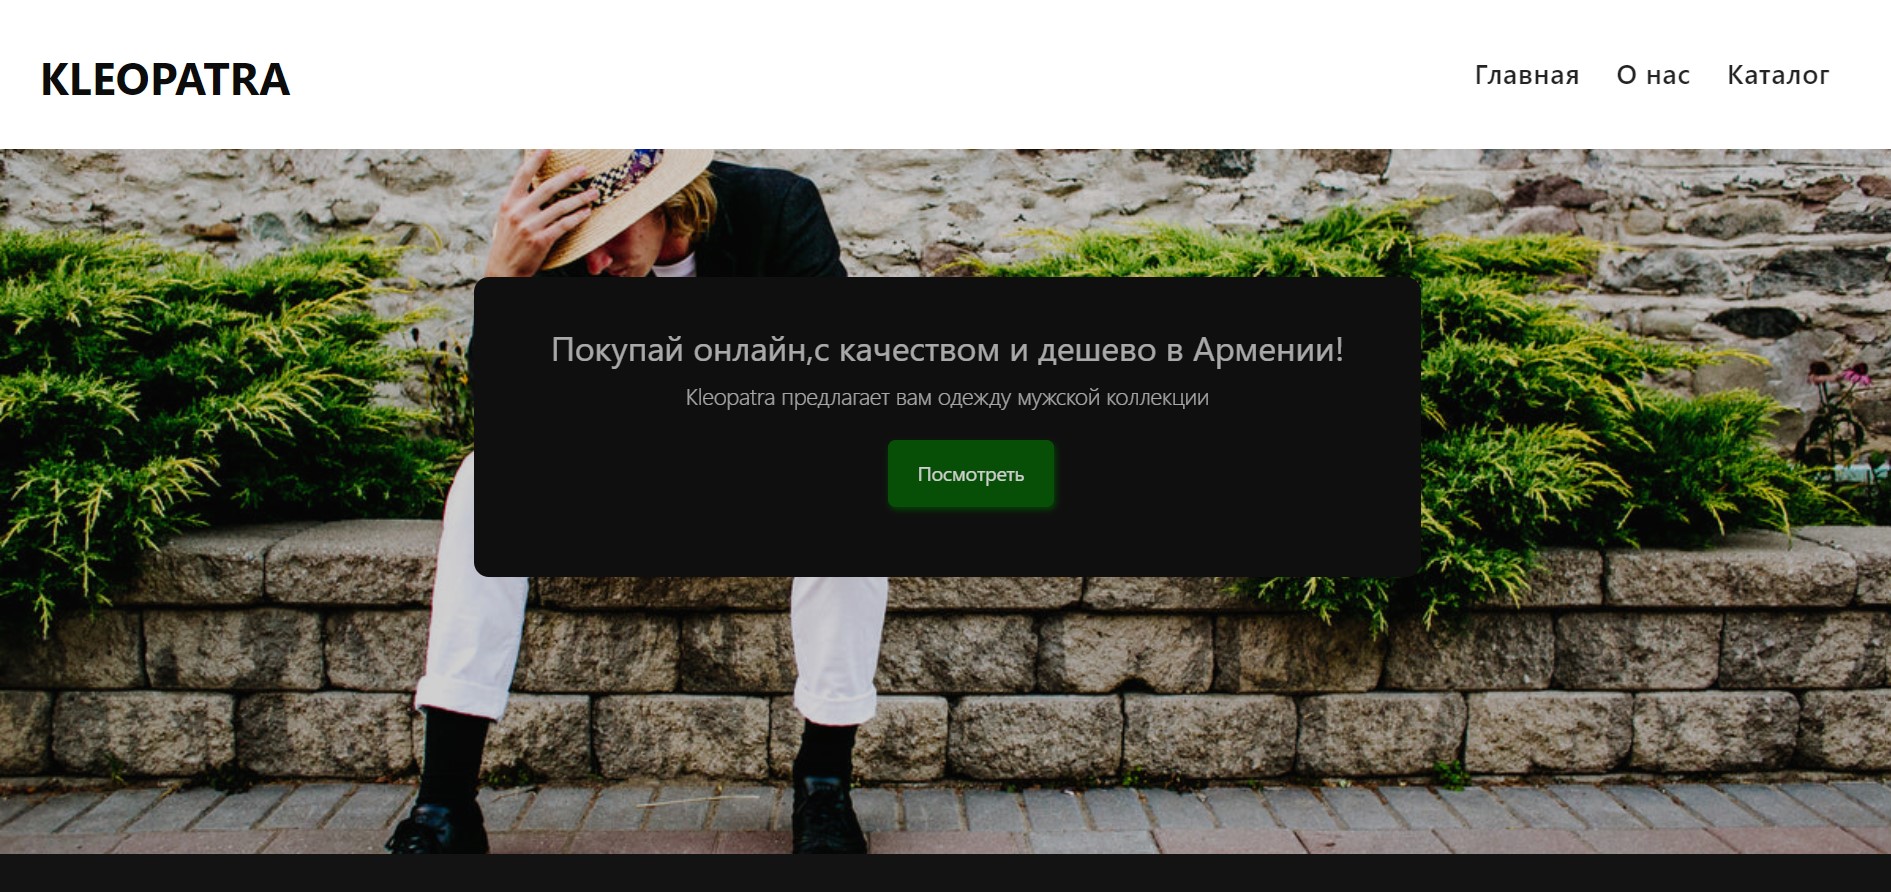 KLEOPATRA
Главная О нас Каталог
Покупай онлайн,с качеством и дешево в Армении!
Kleopatra предлагает вам одежду мужской коллекции
Посмотреть